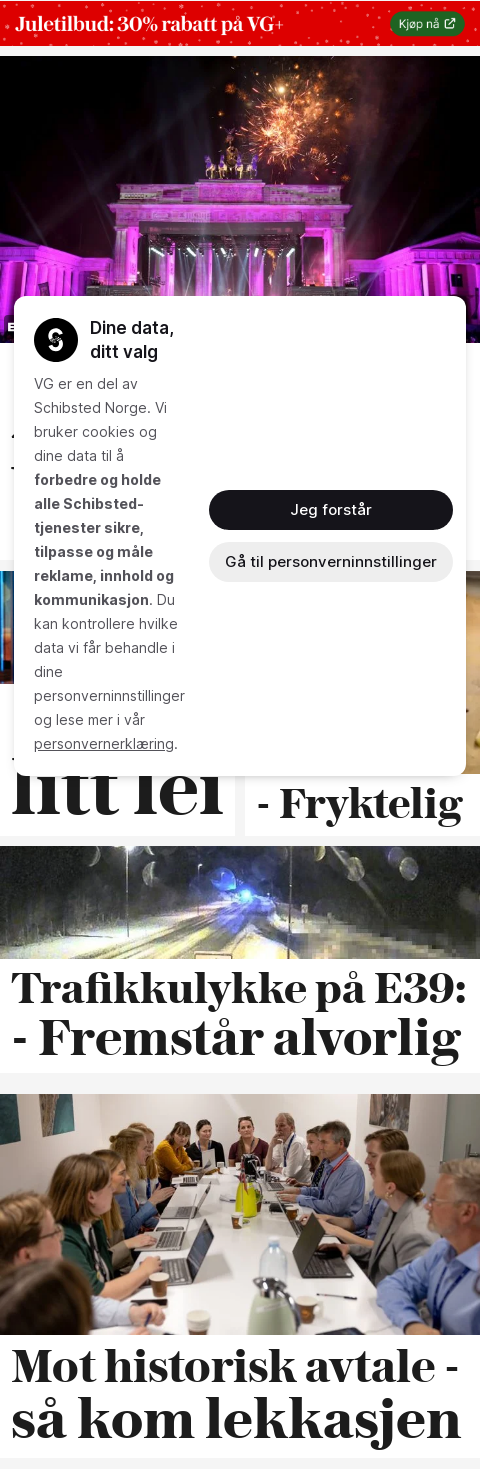 Juletilbud: 30% rabatt på VG+
Kjøp nå
Dine data,
ditt valg
VG er en del av
Schibsted Norge. Vi
bruker cookies og
dine data til å
forbedre og holde
alle Schibsted-
tjenester sikre,
tilpasse og måle
reklame, innhold og
kommunikasjon. Du
kan kontrollere hvilke
data vi får behandle i
dine
personverninnstillinger
og lese mer i vår
personvernerklæring.
Jeg forstår
Gå til personverninnstillinger
litt lei
- Fryktelig
Trafikkulykke på E39:
- Fremstår alvorlig
Mot historisk avtale -
så kom lekkasjen